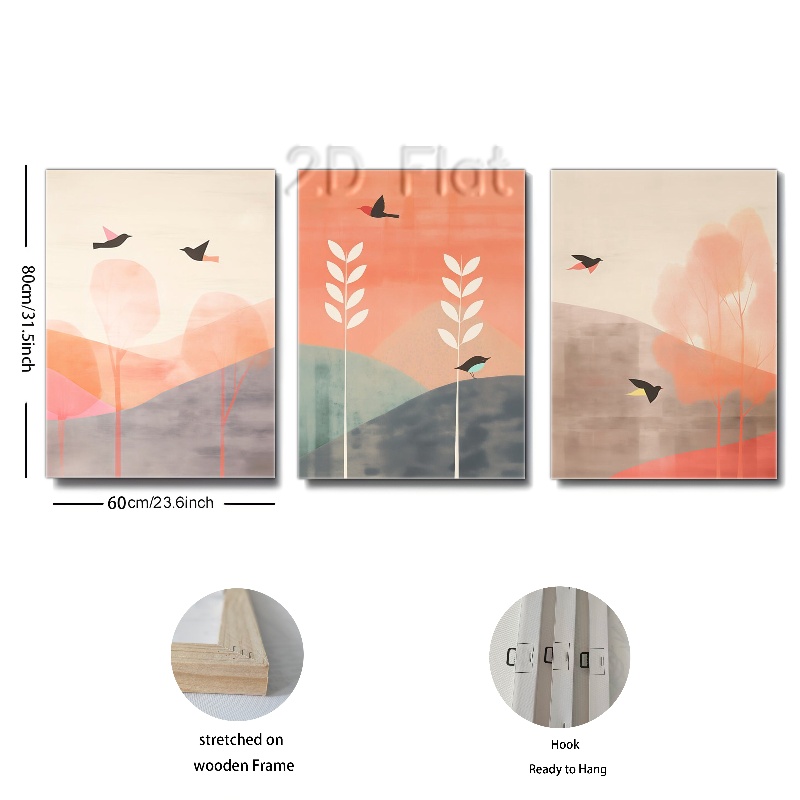 2D Flat
80cm/31.5inch
60cm/23.6inch
stretched on
wooden Frame
Hook
Ready to Hang